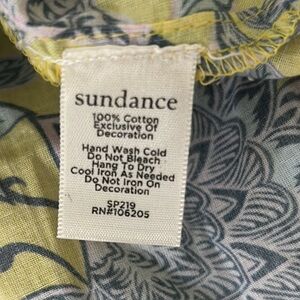 sundance
100% Cotton
Exclusive Of
Decoration
Hand Wash Cold
Do Not Bleach
Hang To Dry
Cool Iron As Needed
Do Not Iron On
Decoration
SP219
RN#106205